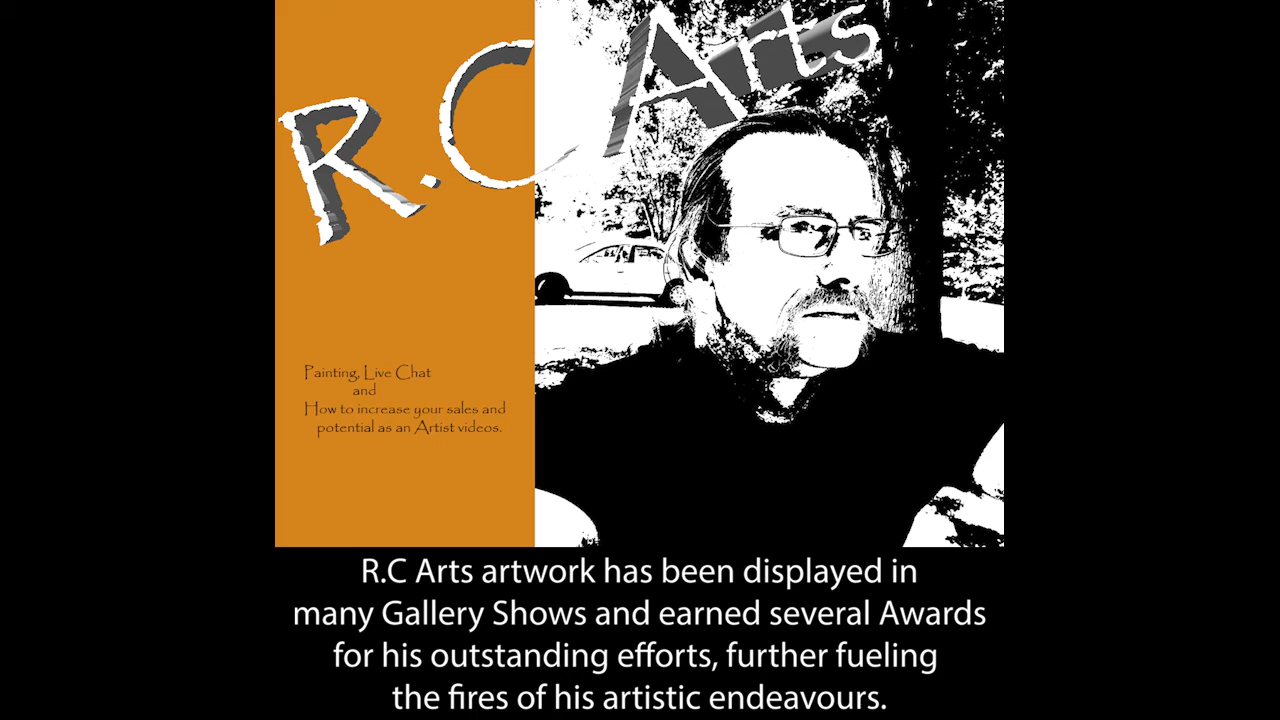 R.C Arts
Painting, Live Chat
and
How to increase your sales and
potential as an Artist videos.
R.C Arts artwork has been displayed in
many Gallery Shows and earned several Awards
for his outstanding efforts, further fueling
the fires of his artistic endeavours.